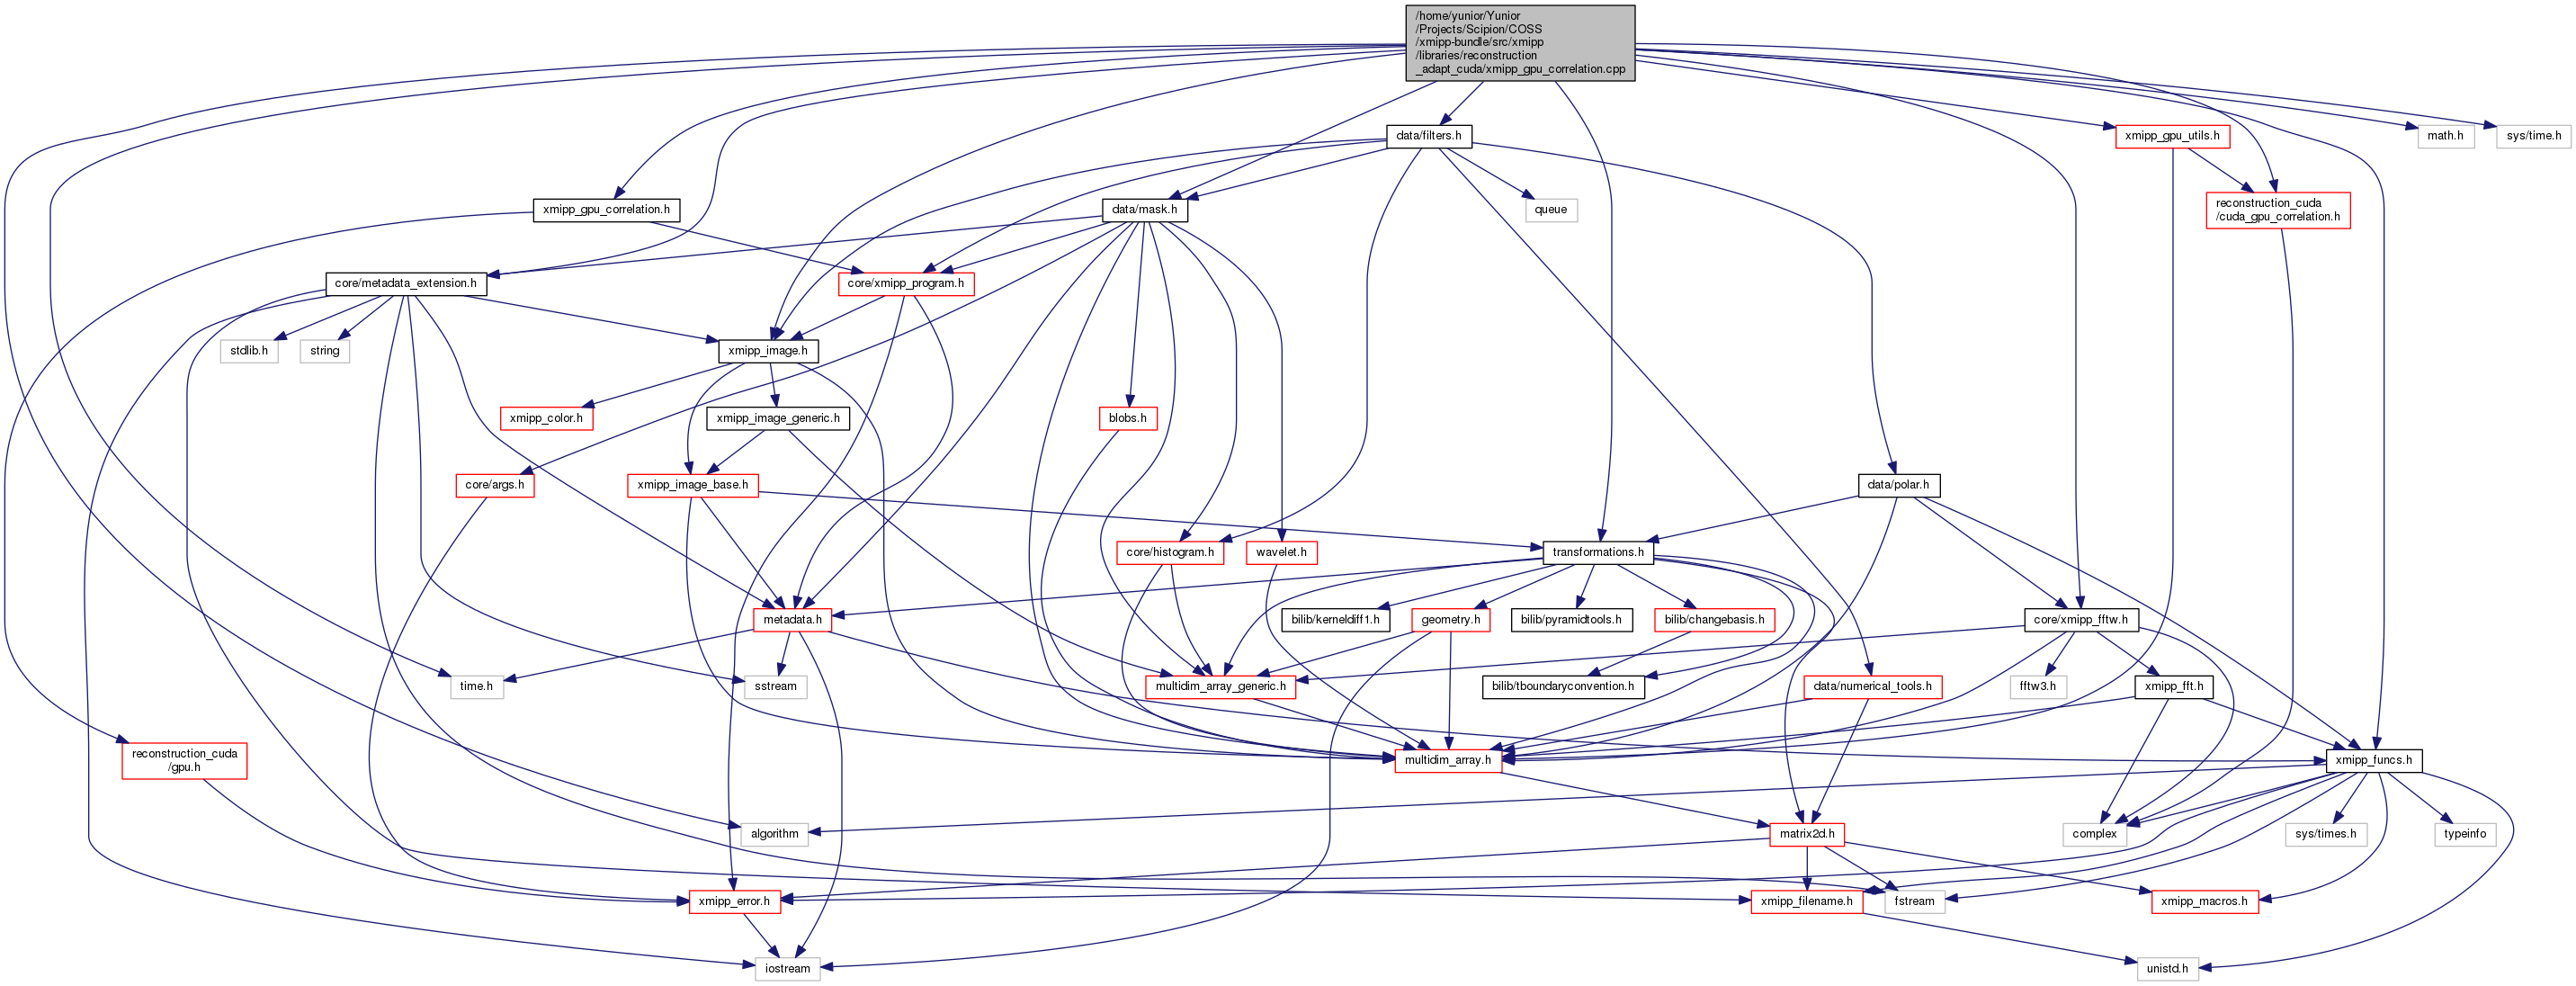 /home/yunior/Yunior
/Projects/Scipion/COSS
/xmipp-bundle/src/xmipp
/libraries/reconstruction
_adapt_cuda/xmipp_gpu_correlation.cpp
data/filters.h
xmipp_gpu_utils.h
math.h
sys/time.h
xmipp_gpu_correlation.h
data/mask.h
queue
reconstruction_cuda
/cuda_gpu_correlation.h
core/metadata_extension.h
core/xmipp_program.h
stdlib.h
string
xmipp_image.h
xmipp_color.h
xmipp_image_generic.h
blobs.h
core/args.h
xmipp_image_base.h
data/polar.h
core/histogram.h
wavelet.h
transformations.h
metadata.h
bilib/kerneldiff1.h
geometry.h
bilib/pyramidtools.h
bilib/changebasis.h
core/xmipp_fftw.h
time.h
sstream
multidim_array_generic.h
bilib/tboundaryconvention.h
data/numerical_tools.h
fftw3.h
xmipp_fft.h
reconstruction_cuda
/gpu.h
multidim_array.h
xmipp_funcs.h
algorithm
matrix2d.h
complex
sys/times.h
typeinfo
xmipp_error.h
xmipp_filename.h
fstream
xmipp_macros.h
iostream
unistd.h